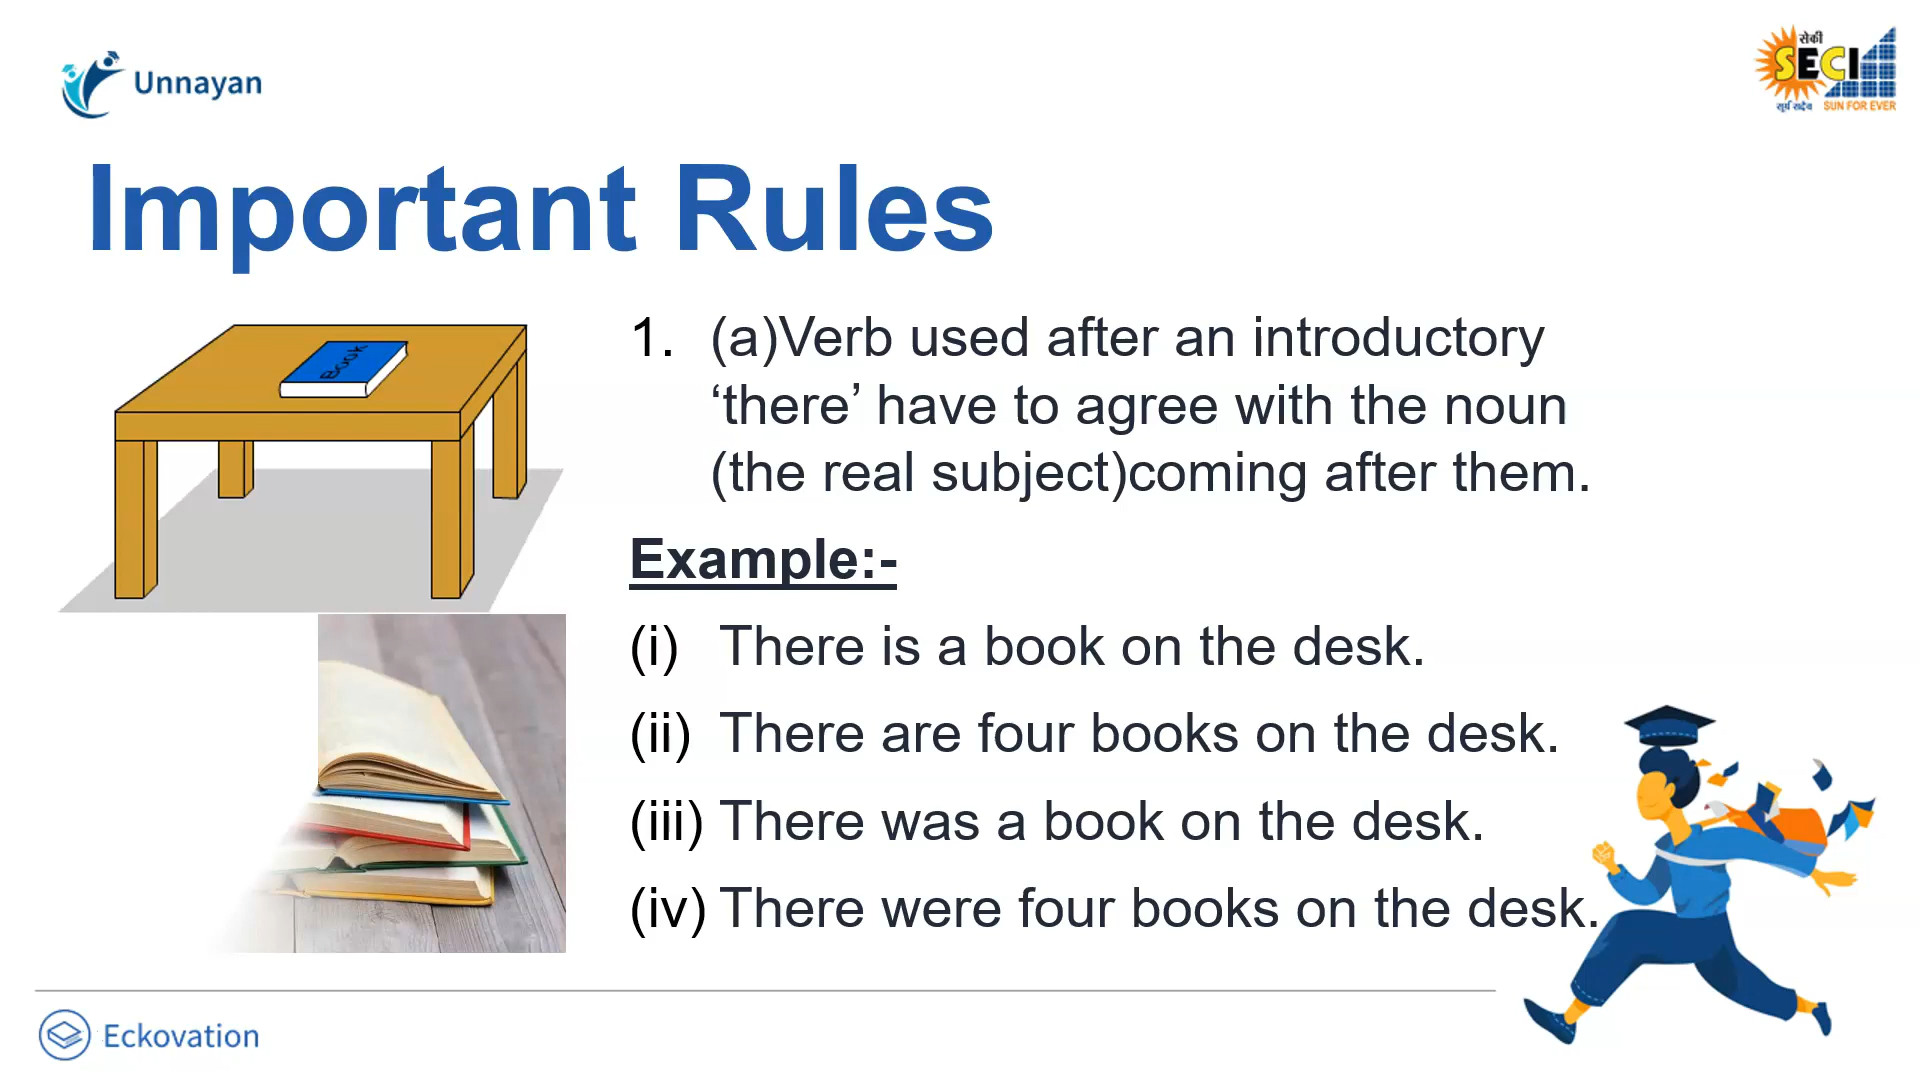 Unnayan
सेकी
SECI
सूर्य सदैव SUN FOR EVER
Important Rules
Book
1. (a)Verb used after an introductory
‘there’ have to agree with the noun
(the real subject)coming after them.
Example:-
(i) There is a book on the desk.
(ii) There are four books on the desk.
(iii) There was a book on the desk.
(iv) There were four books on the desk.
Eckovation